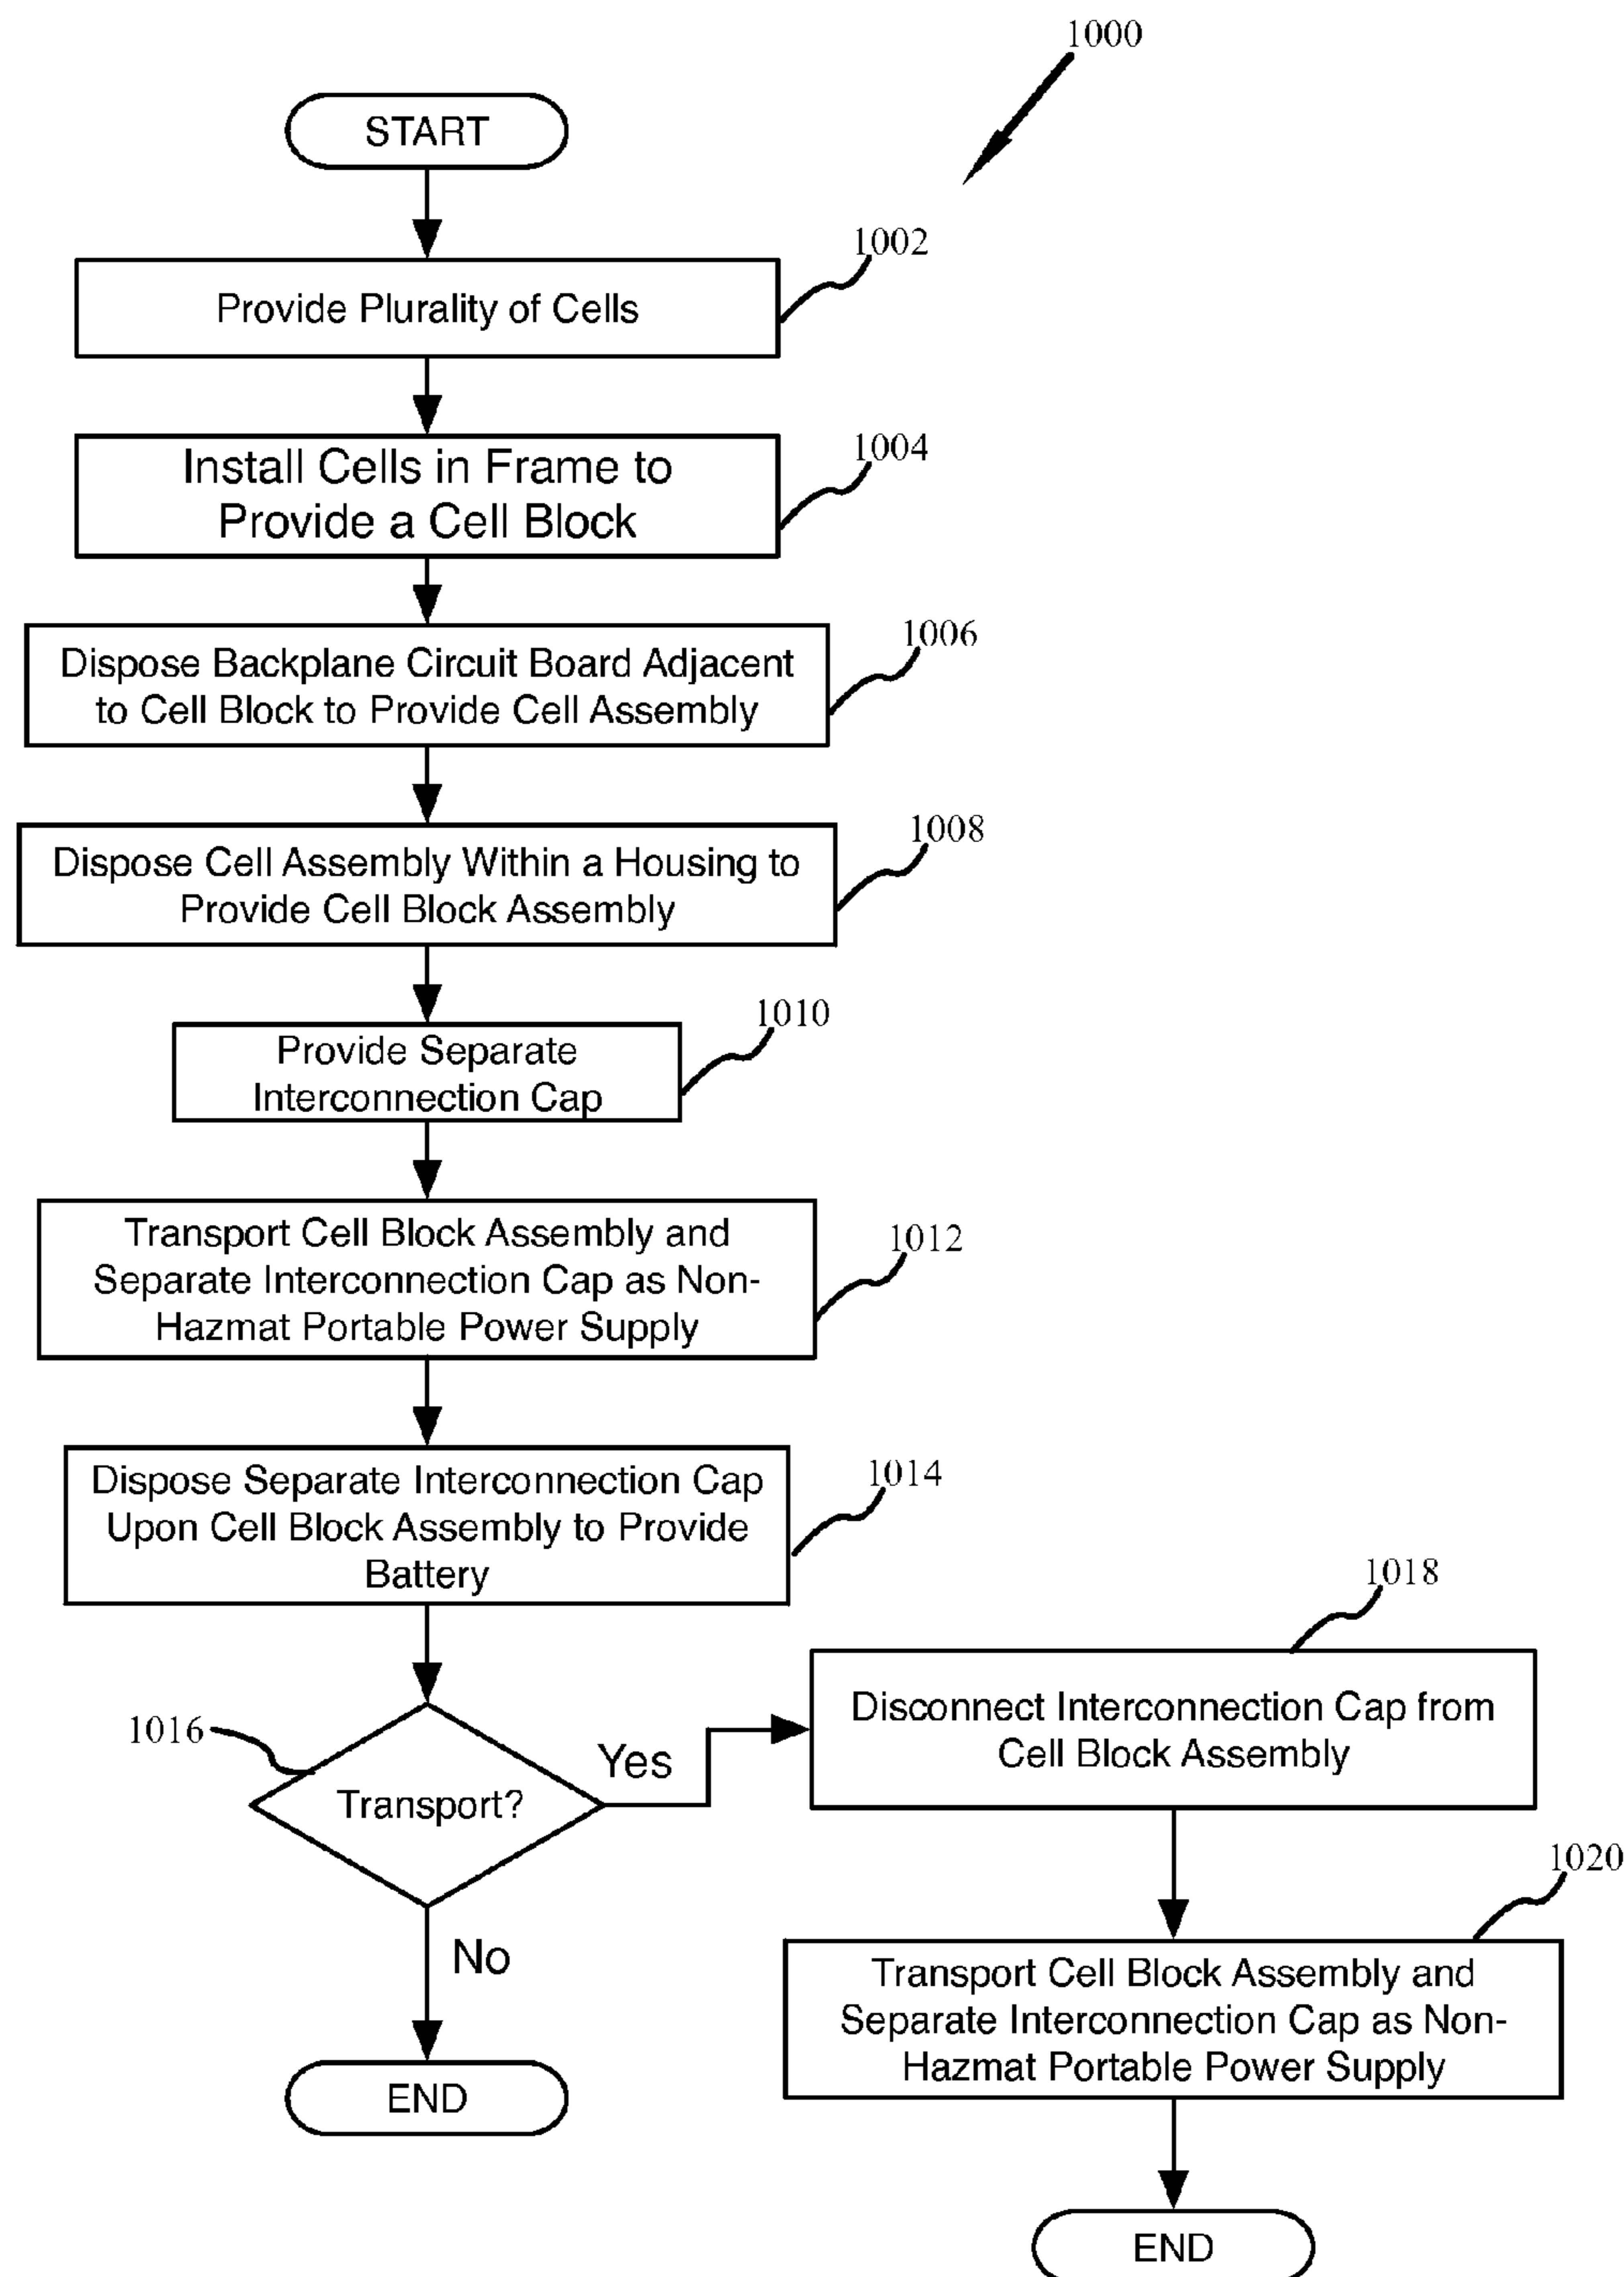 1000
START
1002
Provide Plurality of Cells
1004
Install Cells in Frame to
Provide a Cell Block
1006
Dispose Backplane Circuit Board Adjacent
to Cell Block to Provide Cell Assembly
1008
Dispose Cell Assembly Within a Housing to
Provide Cell Block Assembly
1010
Provide Separate
Interconnection Cap
1012
Transport Cell Block Assembly and
Separate Interconnection Cap as Non-
Hazmat Portable Power Supply
1014
Dispose Separate Interconnection Cap
Upon Cell Block Assembly to Provide
Battery
1016
Transport?
Yes
No
END
1018
Disconnect Interconnection Cap from
Cell Block Assembly
1020
Transport Cell Block Assembly and
Separate Interconnection Cap as Non-
Hazmat Portable Power Supply
END